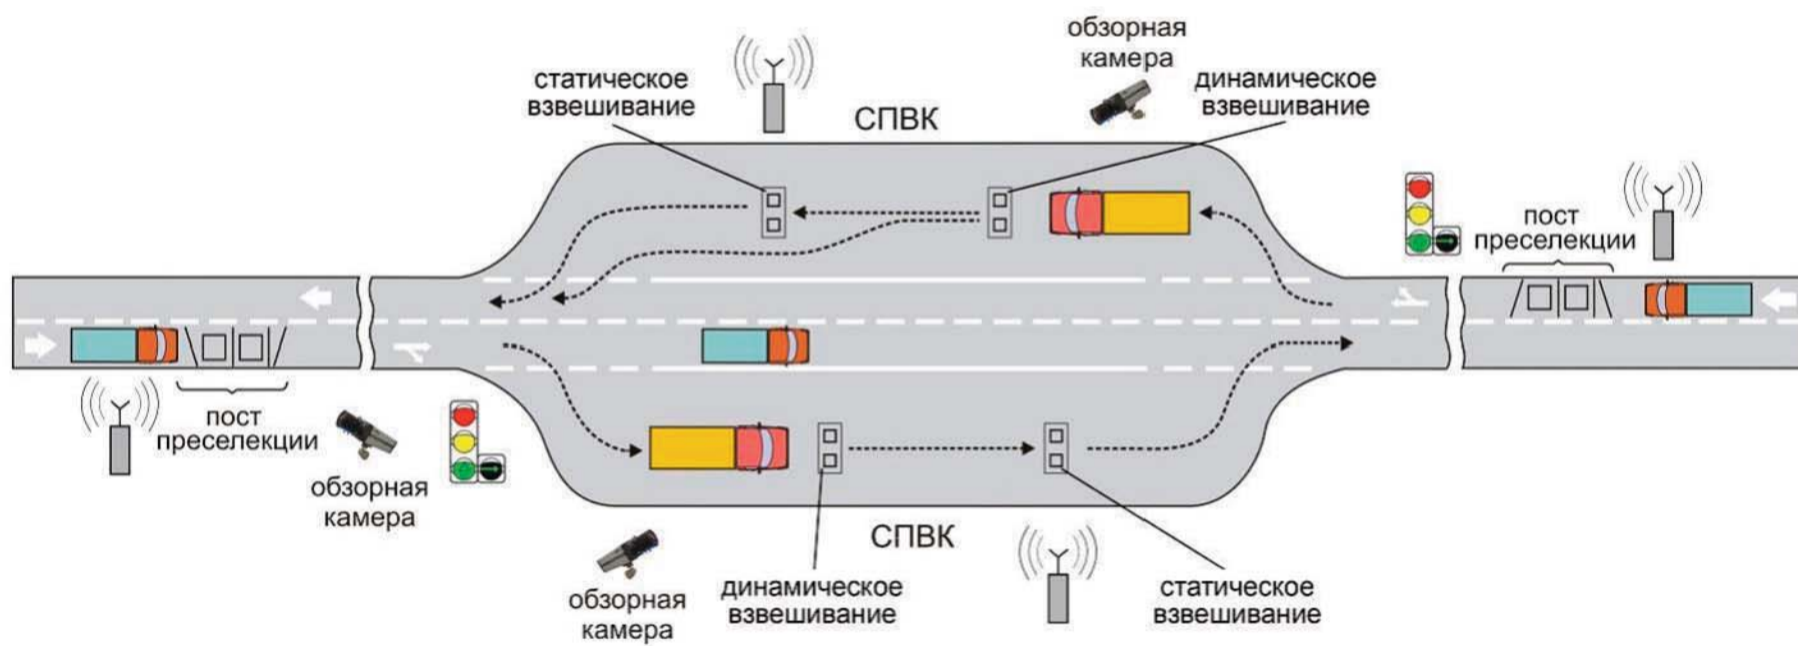 обзорная
камера
статическое
взвешивание
динамическое
взвешивание
СПВК
пост
преселекции
пост
преселекции
обзорная
камера
СПВК
обзорная
камера
динамическое
взвешивание
статическое
взвешивание